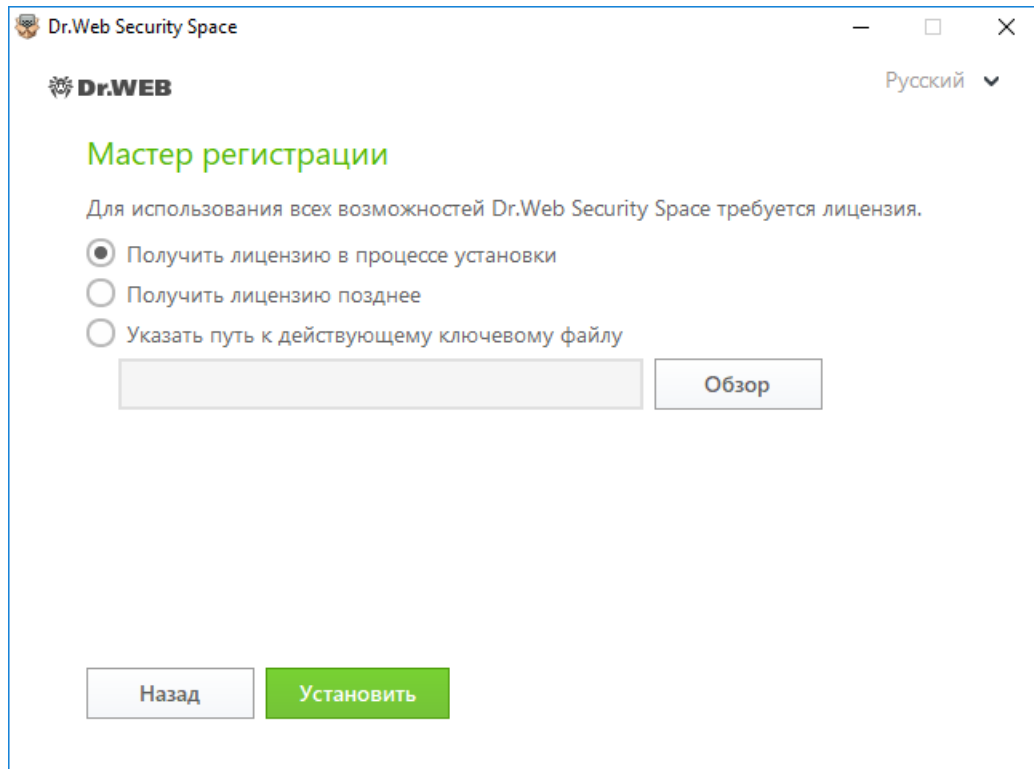 Dr.Web Security Space
Dr.WEB
Русский
Мастер регистрации
Для использования всех возможностей Dr.Web Security Space требуется лицензия.
Получить лицензию в процессе установки
Получить лицензию позднее
Указать путь к действующему ключевому файлу
Обзор
Назад
Установить